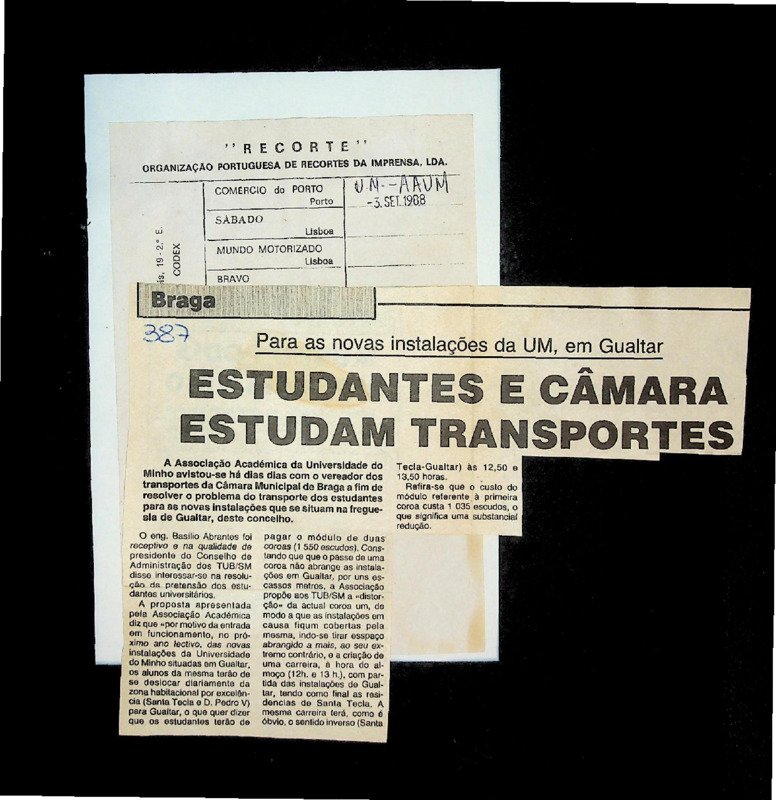 "RECORTE"
ORGANIZAÇÃO PORTUGUESA DE RECORTES DA IMPRENSA, LDA.
COMÉRCIO do PORTO
Porto
U.M.-AAUM
-3. SET. 1988
SÁBADO
Lisboa
MUNDO MOTORIZADO
Lisboa
BRAVO
is, 19 - 2.º E.
CODEX
Braga
387
Para as novas instalações da UM, em Gualtar
ESTUDANTES E CÂMARA
ESTUDAM TRANSPORTES
A Associação Académica da Universidade do
Minho avistou-se há dias dias com o vereador dos
transportes da Câmara Municipal de Braga a fim de
resolver o problema do transporte dos estudantes
para as novas instalações que se situam na fregue-
sia de Gualtar, deste concelho.
O eng. Basílio Abrantes foi
receptivo e na qualidade de
presidente do Conselho de
Administração dos TUB/SM
disse interessar-se na resolu-
ção da pretensão dos estu-
dantes universitários.
A proposta apresentada
pela Associação Académica
diz que «por motivo da entrada
em funcionamento, no pró-
ximo ano lectivo, das novas
instalações da Universidade
do Minho situadas em Gualtar,
os alunos da mesma terão de
se deslocar diariamente da
zona habitacional por excelên-
cia (Santa Tecla e D. Pedro V)
para Gualtar, o que quer dizer
que os estudantes terão de
pagar o módulo de duas
coroas (1 550 escudos). Cons-
tando que que o passe de uma
coroa não abrange as instala-
ções em Gualtar, por uns es-
cassos metros, a Associação
propõe aos TUB/SM a «distor-
ção» da actual coroa um, de
modo a que as instalações em
causa fiqum cobertas pela
mesma, indo-se tirar esspaço
abrangido a mais, ao seu ex-
tremo contrário, e a criação de
uma carreira, à hora do al-
moço (12h. e 13 h.), com par-
tida das instalações de Gual-
tar, tendo como final as resi-
dencias de Santa Tecla. A
mesma carreira terá, como é
óbvio, o sentido inverso (Santa
Tecla-Gualtar) às 12,50 e
13,50 horas.
Refira-se que o custo do
módulo referente à primeira
coroa custa 1 035 escudos, o
que significa uma substancial
redução.